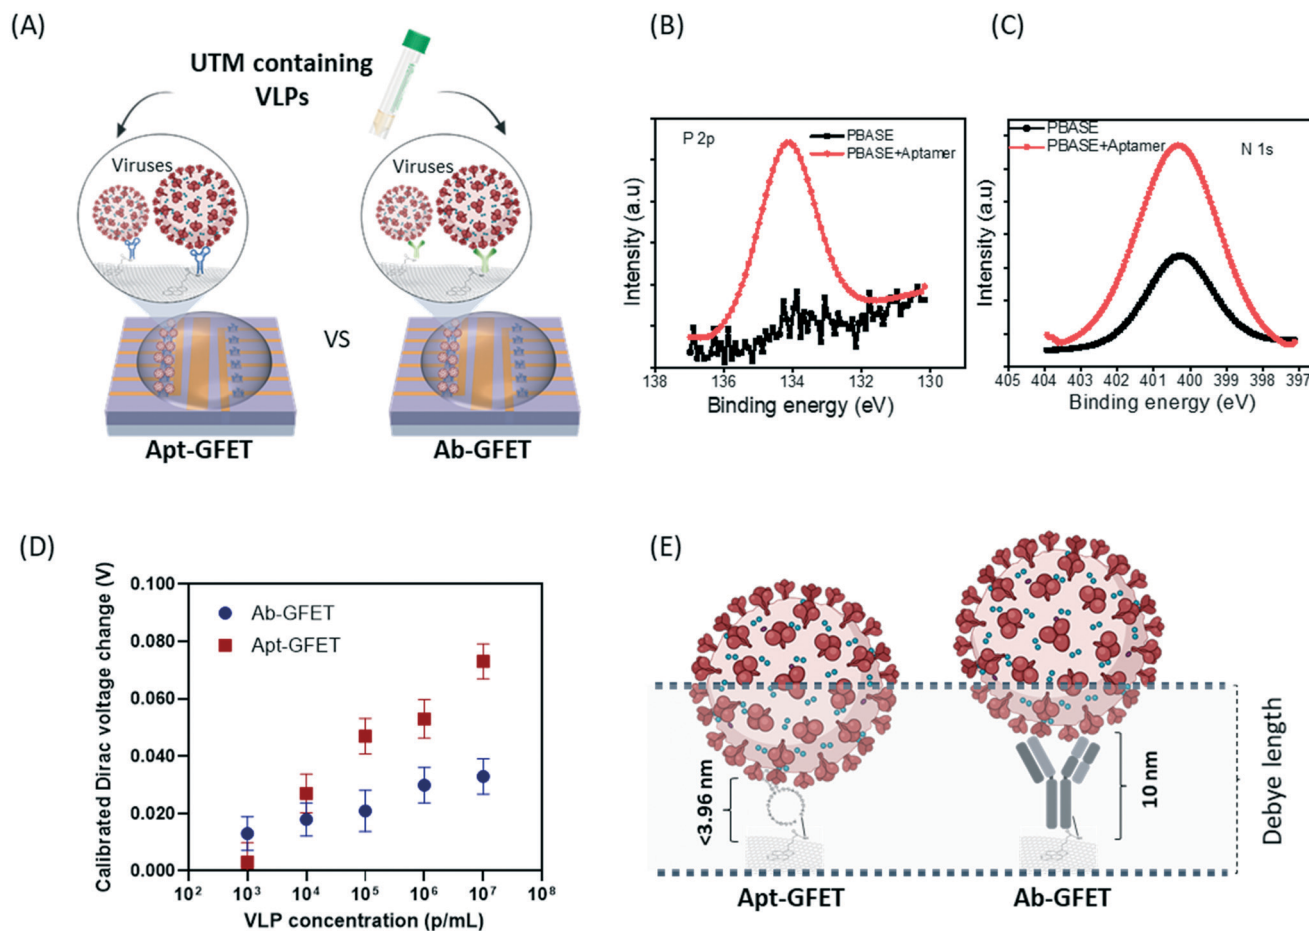 (A)
UTM containing
VLPs
Viruses
Viruses
VS
Apt-GFET
Ab-GFET
(B)
P 2p
PBASE
PBASE+Aptamer
Intensity (a.u)
138 136 134 132 130
Binding energy (eV)
(C)
PBASE
PBASE+Aptamer
N 1s
Intensity (a.u)
405 404 403 402 401 400 399 398 397
Binding energy (eV)
(D)
Calibrated Dirac voltage change (V)
0.100
0.080
0.060
0.040
0.020
0.000
Ab-GFET
Apt-GFET
10² 10³ 10⁴ 10⁵ 10⁶ 10⁷ 10⁸
VLP concentration (p/mL)
(E)
<3.96 nm
10 nm
Debye length
Apt-GFET
Ab-GFET